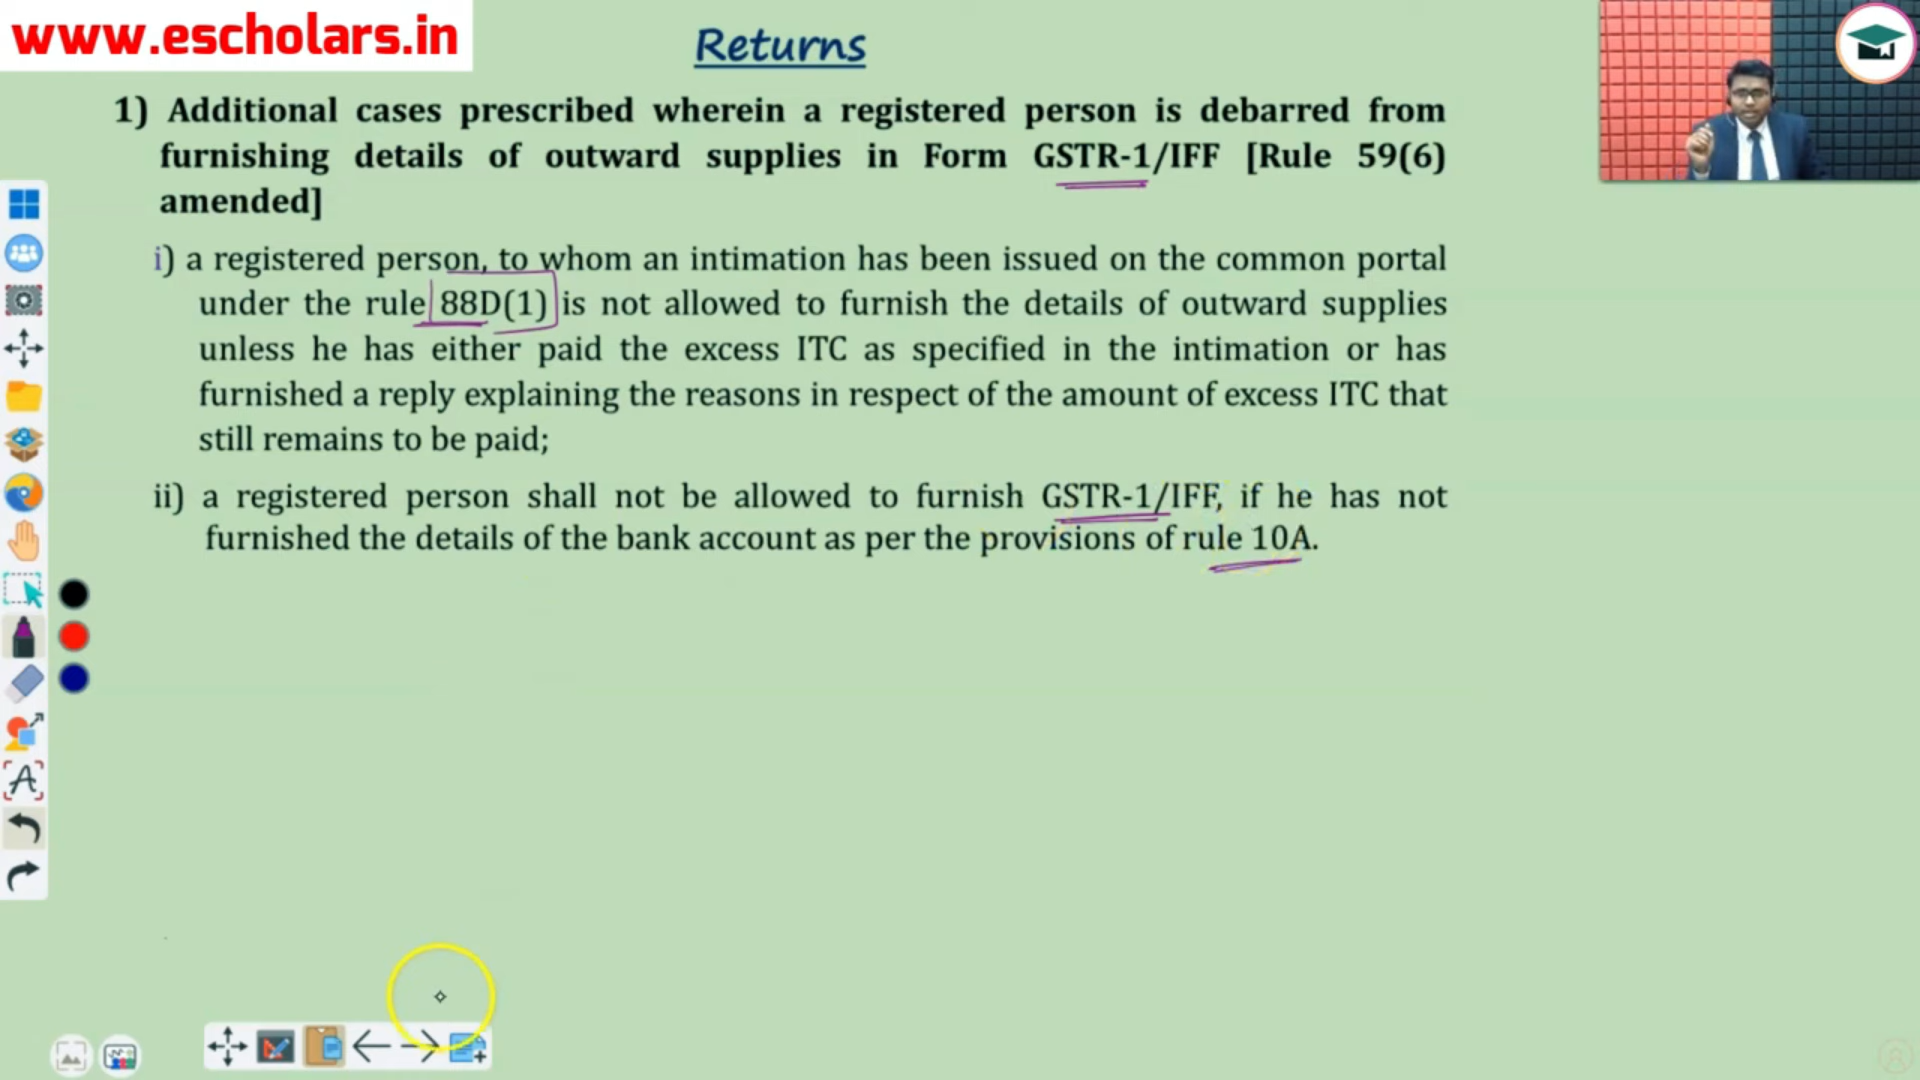 www.escholars.in
Returns
1) Additional cases prescribed wherein a registered person is debarred from
furnishing details of outward supplies in Form GSTR-1/IFF [Rule 59(6)
amended]
i) a registered person, to whom an intimation has been issued on the common portal
under the rule 88D(1) is not allowed to furnish the details of outward supplies
unless he has either paid the excess ITC as specified in the intimation or has
furnished a reply explaining the reasons in respect of the amount of excess ITC that
still remains to be paid;
ii) a registered person shall not be allowed to furnish GSTR-1/IFF, if he has not
furnished the details of the bank account as per the provisions of rule 10A.